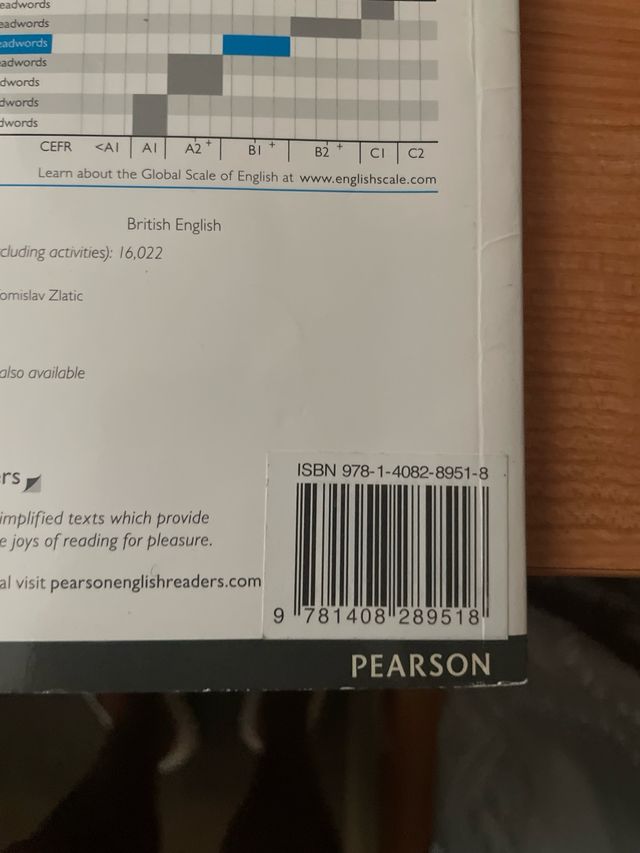 eadwords
eadwords
eadwords
eadwords
dwords
dwords
dwords
CEFR <A1 A1 A2 + B1 + B2 + C1 C2
Learn about the Global Scale of English at www.englishscale.com
British English
cluding activities): 16,022
omislav Zlatic
also available
rs
implified texts which provide
e joys of reading for pleasure.
al visit pearsonenglishreaders.com
ISBN 978-1-4082-8951-8
9 781408 289518
PEARSON